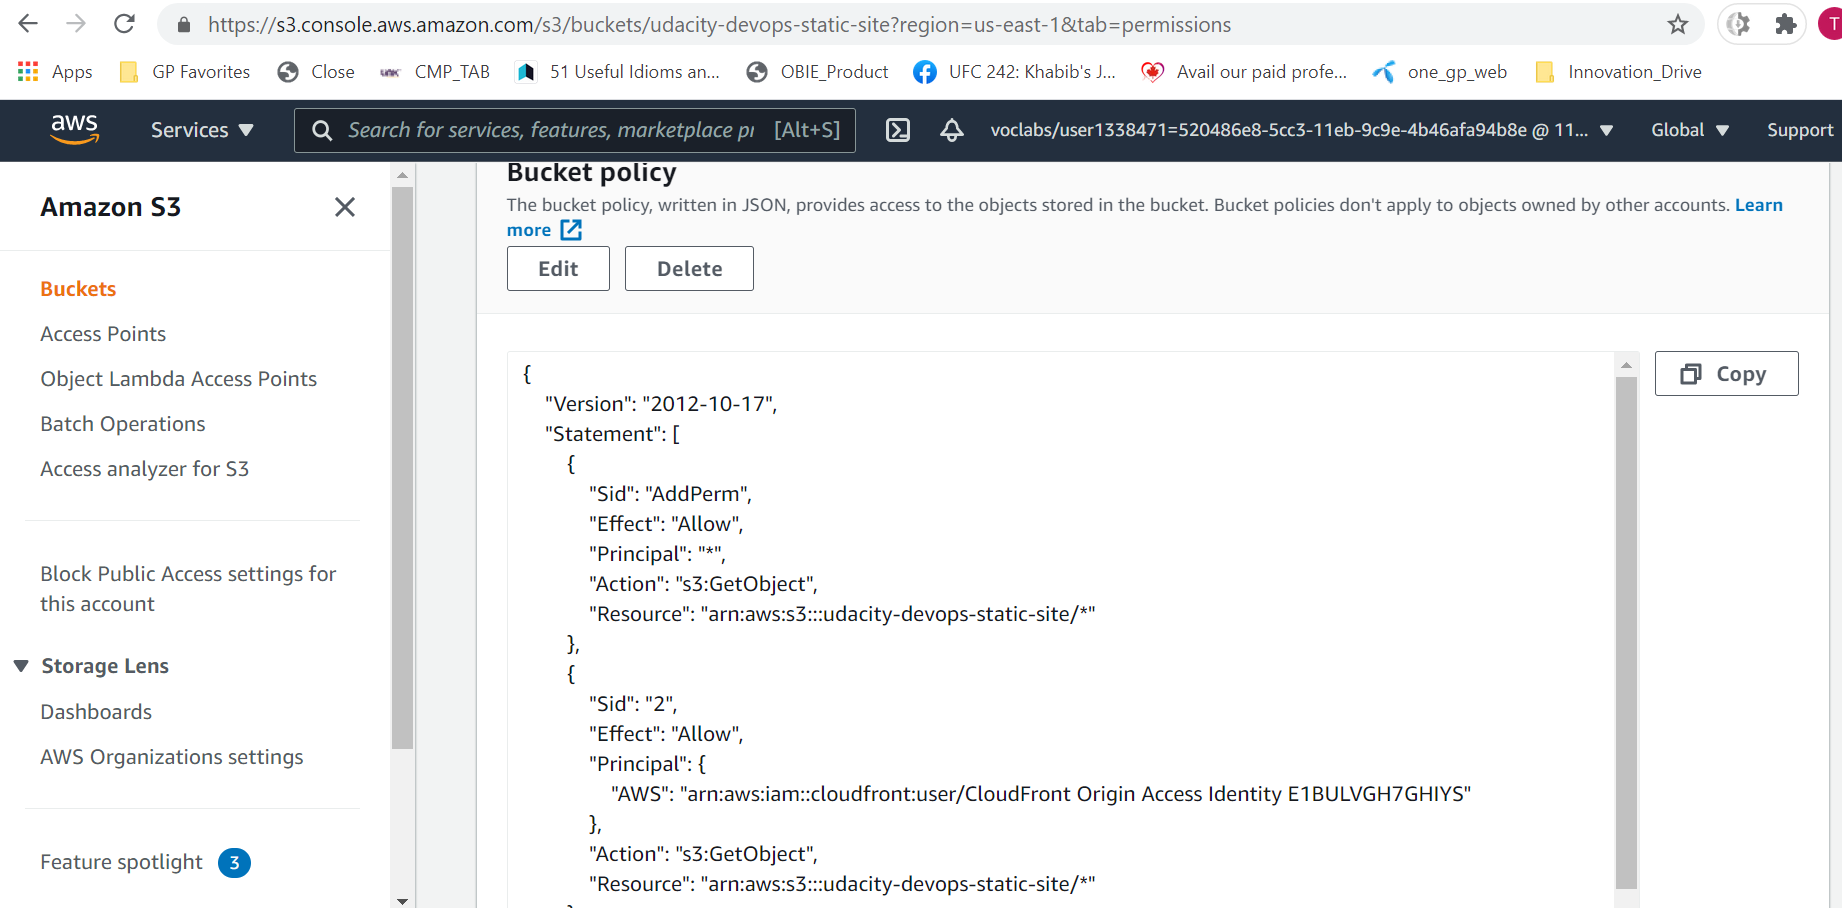 https://s3.console.aws.amazon.com/s3/buckets/udacity-devops-static-site?region=us-east-1&tab=permissions
T
Apps GP Favorites Close CMP_TAB 51 Useful Idioms an... OBIE_Product UFC 242: Khabib's J... Avail our paid profe... one_gp_web Innovation_Drive
aws Services Search for services, features, marketplace pr [Alt+S] voclabs/user1338471=520486e8-5cc3-11eb-9c9e-4b46afa94b8e @ 11... Global Support
Amazon S3
Buckets
Access Points
Object Lambda Access Points
Batch Operations
Access analyzer for S3
Block Public Access settings for
this account
Storage Lens
Dashboards
AWS Organizations settings
Feature spotlight 3
Bucket policy
The bucket policy, written in JSON, provides access to the objects stored in the bucket. Bucket policies don't apply to objects owned by other accounts. Learn
more
Edit Delete
Copy
{
"Version": "2012-10-17",
"Statement": [
{
"Sid": "AddPerm",
"Effect": "Allow",
"Principal": "*",
"Action": "s3:GetObject",
"Resource": "arn:aws:s3:::udacity-devops-static-site/*"
},
{
"Sid": "2",
"Effect": "Allow",
"Principal": {
"AWS": "arn:aws:iam::cloudfront:user/CloudFront Origin Access Identity E1BULVGH7GHIYS"
},
"Action": "s3:GetObject",
"Resource": "arn:aws:s3:::udacity-devops-static-site/*"